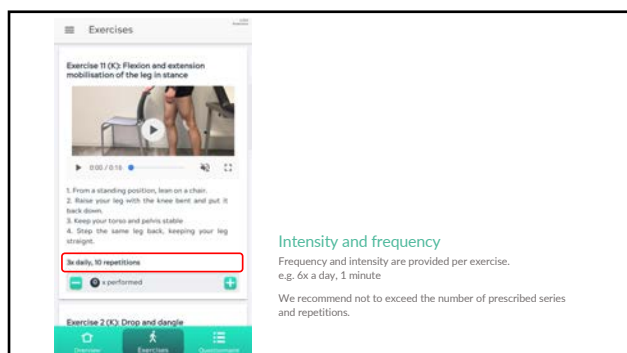 Exercises
Exercise 11 (K): Flexion and extension
mobilisation of the leg in stance
0:00 / 0:16
1. From a standing position, lean on a chair.
2. Raise your leg with the knee bent and put it
back down.
3. Keep your torso and pelvis stable
4. Step the same leg back, keeping your leg
straight.
3x daily, 10 repetitions
0 x performed
Exercise 2 (K): Drop and dangle
Overview Exercises Questionnaire
Intensity and frequency
Frequency and intensity are provided per exercise.
e.g. 6x a day, 1 minute
We recommend not to exceed the number of prescribed series
and repetitions.